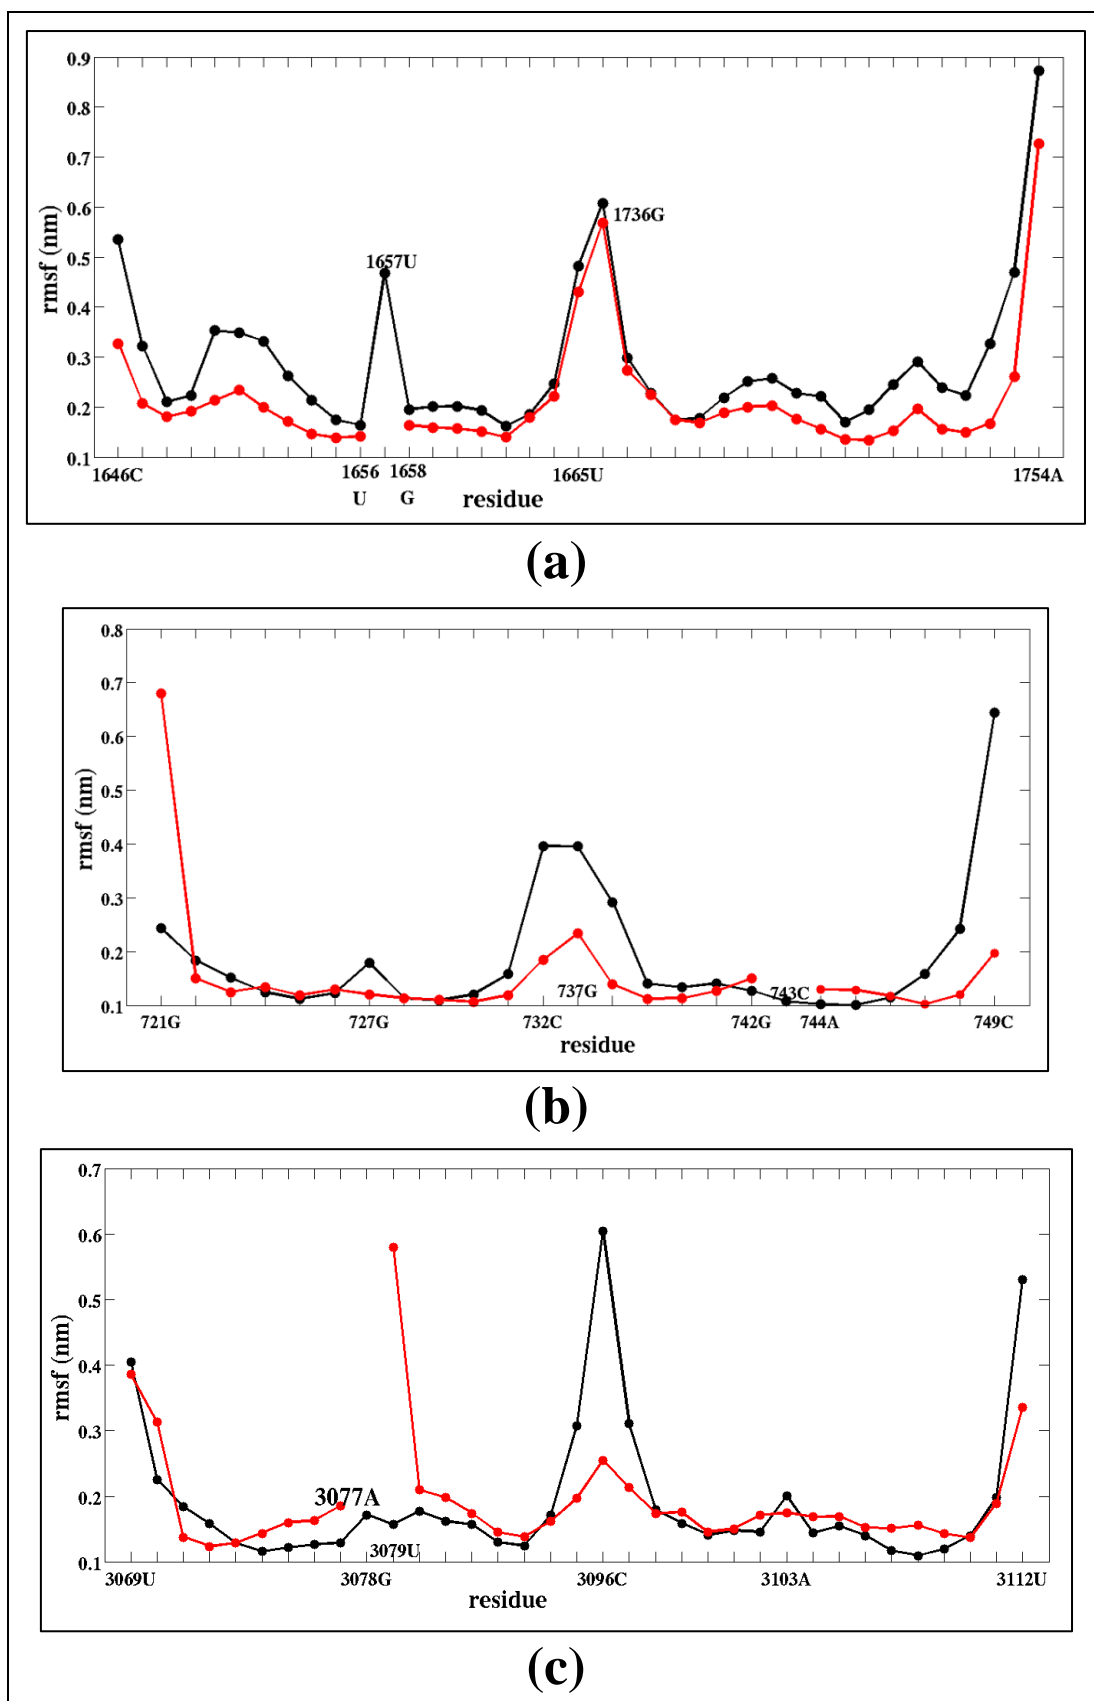 0.9
0.8
0.7
0.6
0.5
0.4
0.3
0.2
0.1
rmsf (nm)
1736G
1657U
1646C
1656
U
1658
G
1665U
1754A
residue
(a)
0.8
0.7
0.6
0.5
0.4
0.3
0.2
0.1
rmsf (nm)
737G
743C
721G
727G
732C
742G
744A
749C
residue
(b)
0.7
0.6
0.5
0.4
0.3
0.2
0.1
rmsf (nm)
3077A
3079U
3069U
3078G
3096C
3103A
3112U
residue
(c)